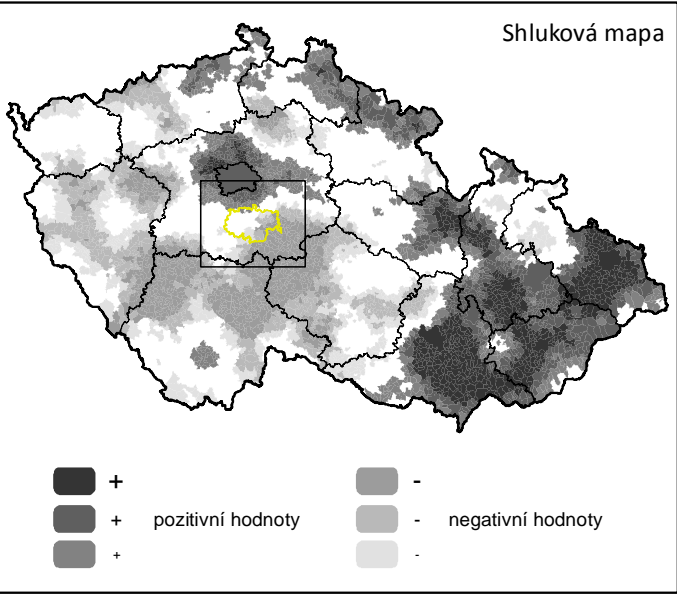 Shluková mapa
+ -
+ pozitivní hodnoty - negativní hodnoty
+ -